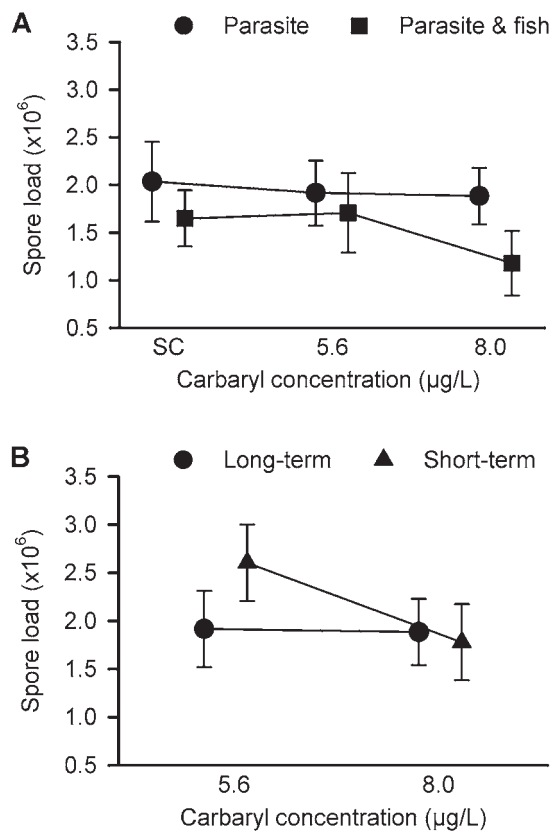 A
Parasite Parasite & fish
3.5
3.0
2.5
2.0
1.5
1.0
0.5
Spore load (x10⁶)
SC 5.6 8.0
Carbaryl concentration (µg/L)
B
Long-term Short-term
3.5
3.0
2.5
2.0
1.5
1.0
0.5
Spore load (x10⁶)
5.6 8.0
Carbaryl concentration (µg/L)